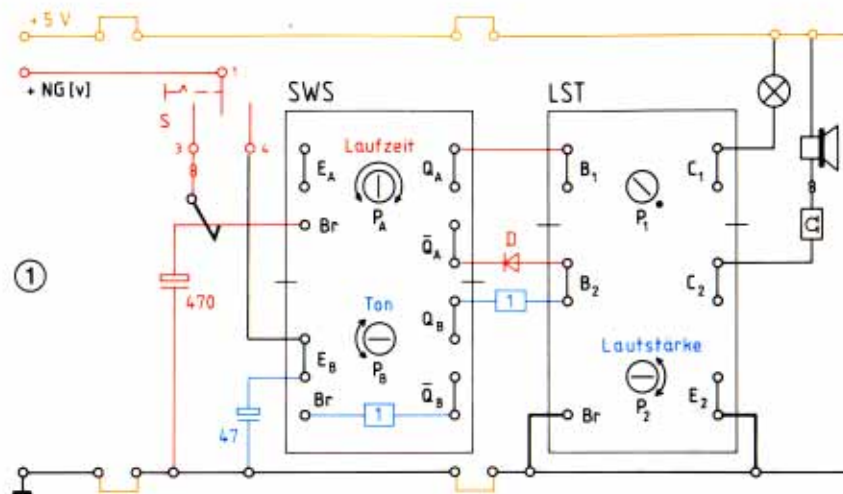 + 5 V
+ NG [v]
1
S
3
4
SWS
LST
E_A
Laufzeit
Q_A
B_1
C_1
P_A
P_1
Br
Q̅_A
D
①
470
B_2
C_2
Ton
Q_B
1
E_B
P_B
Lautstärke
47
Br
1
Q̅_B
Br
P_2
E_2